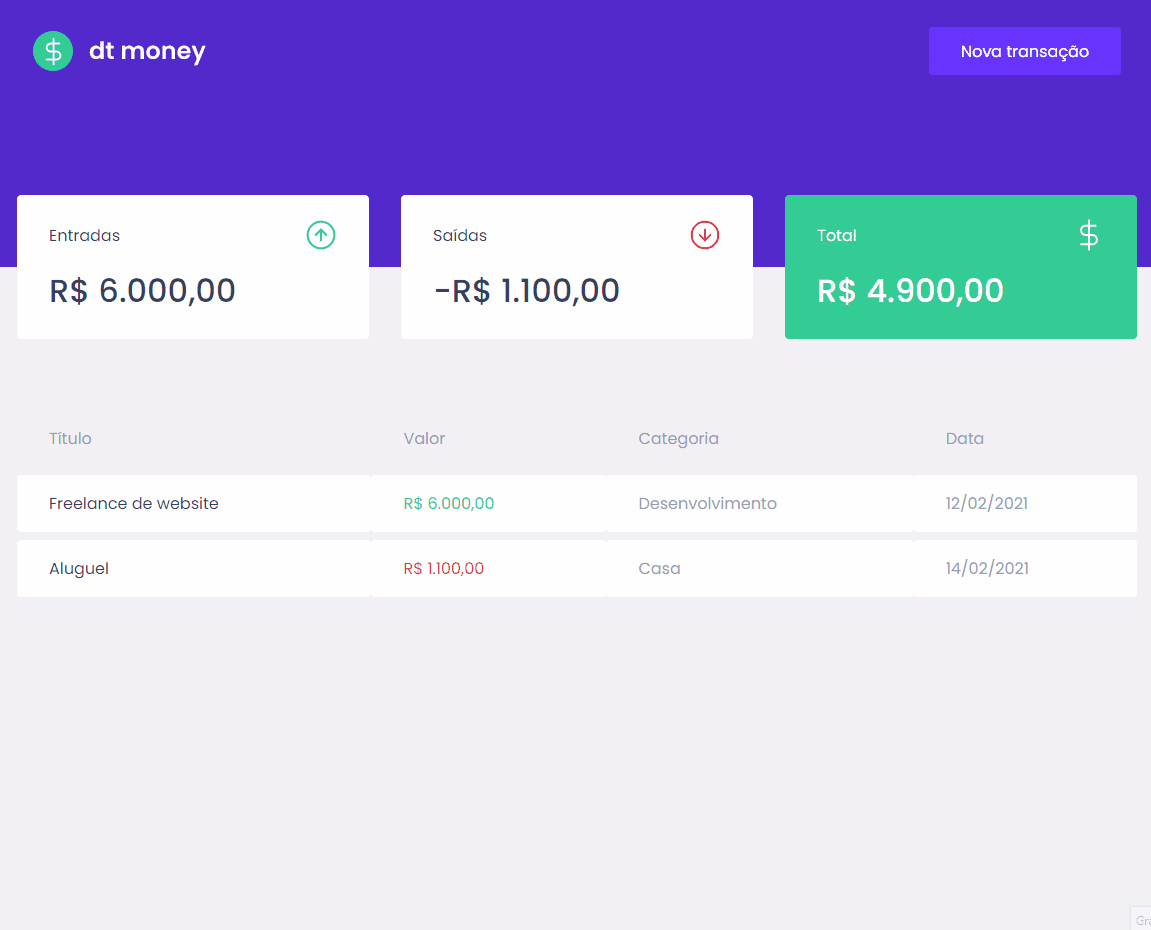 $ dt money
Nova transação
Entradas
R$ 6.000,00
Saídas
-R$ 1.100,00
Total $
R$ 4.900,00
Título Valor Categoria Data
Freelance de website R$ 6.000,00 Desenvolvimento 12/02/2021
Aluguel R$ 1.100,00 Casa 14/02/2021